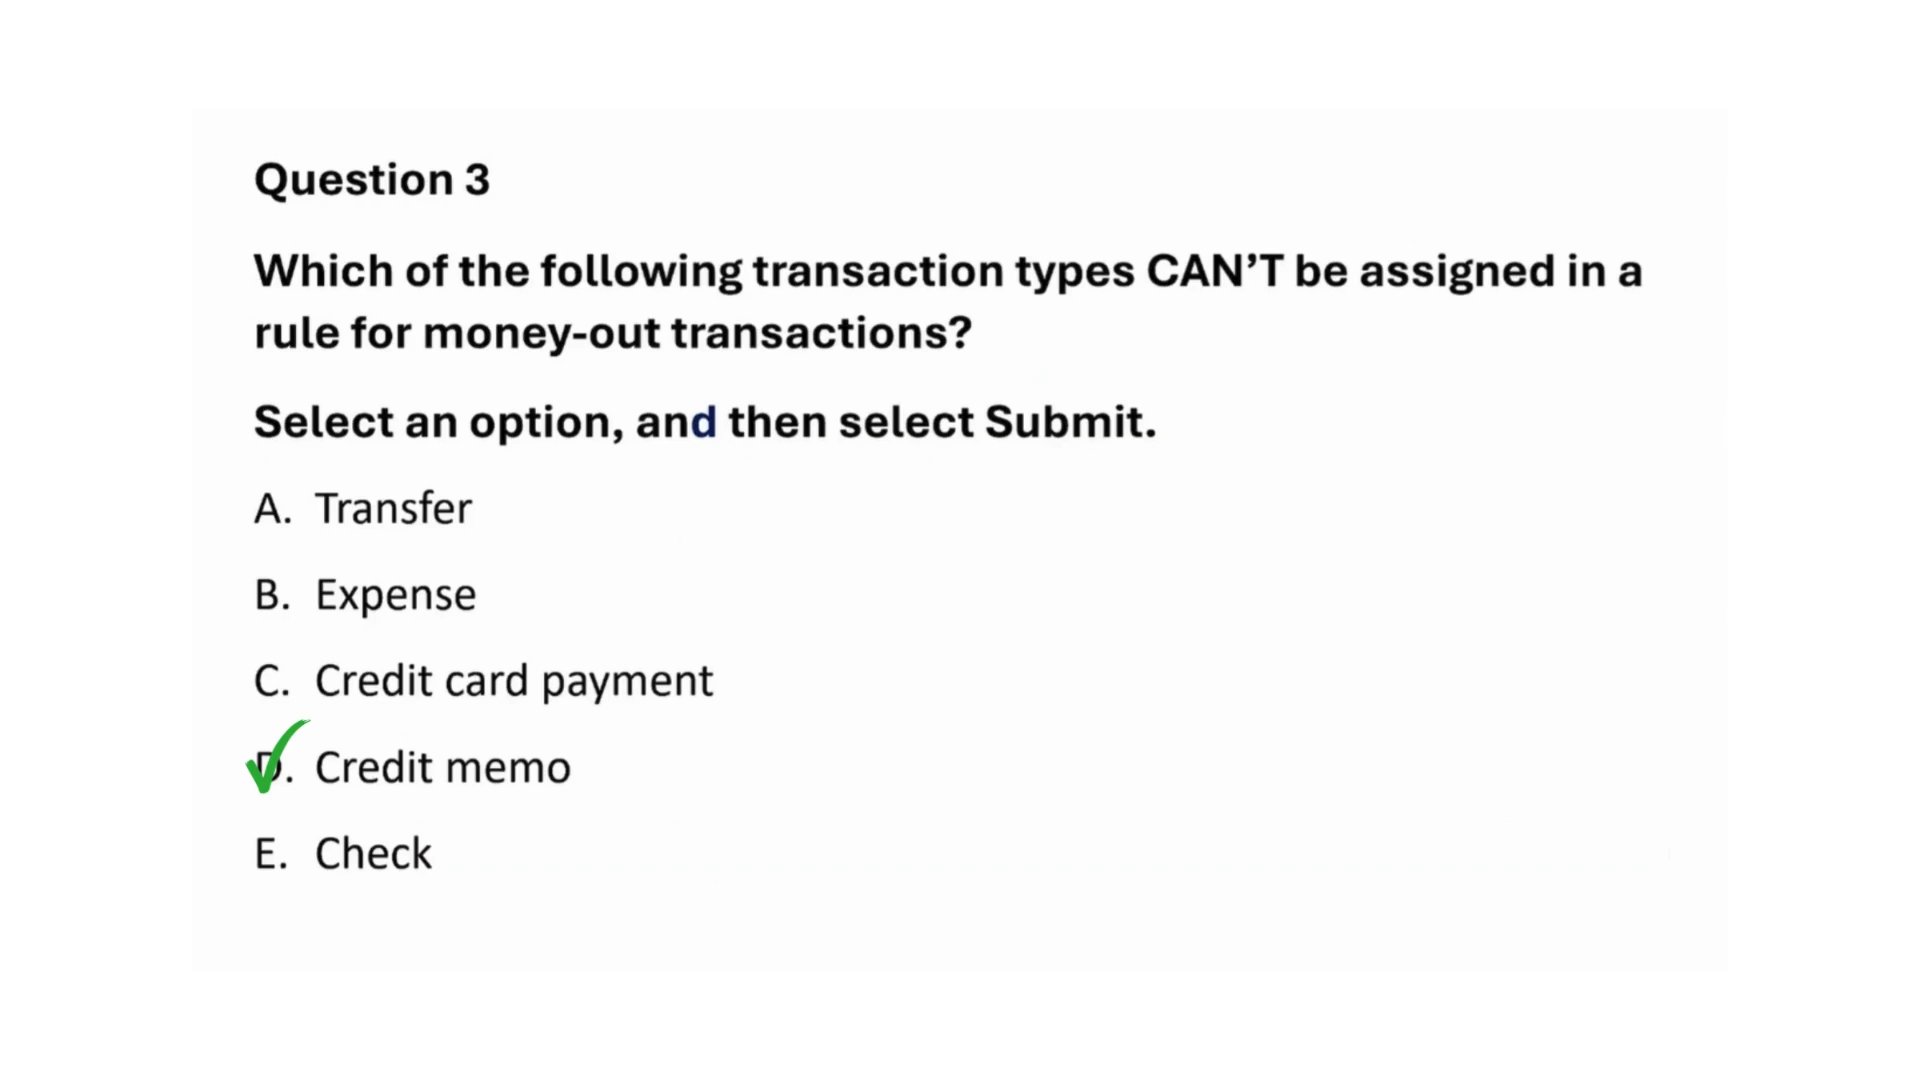 Question 3
Which of the following transaction types CAN’T be assigned in a
rule for money-out transactions?
Select an option, and then select Submit.
A. Transfer
B. Expense
C. Credit card payment
D. Credit memo
E. Check